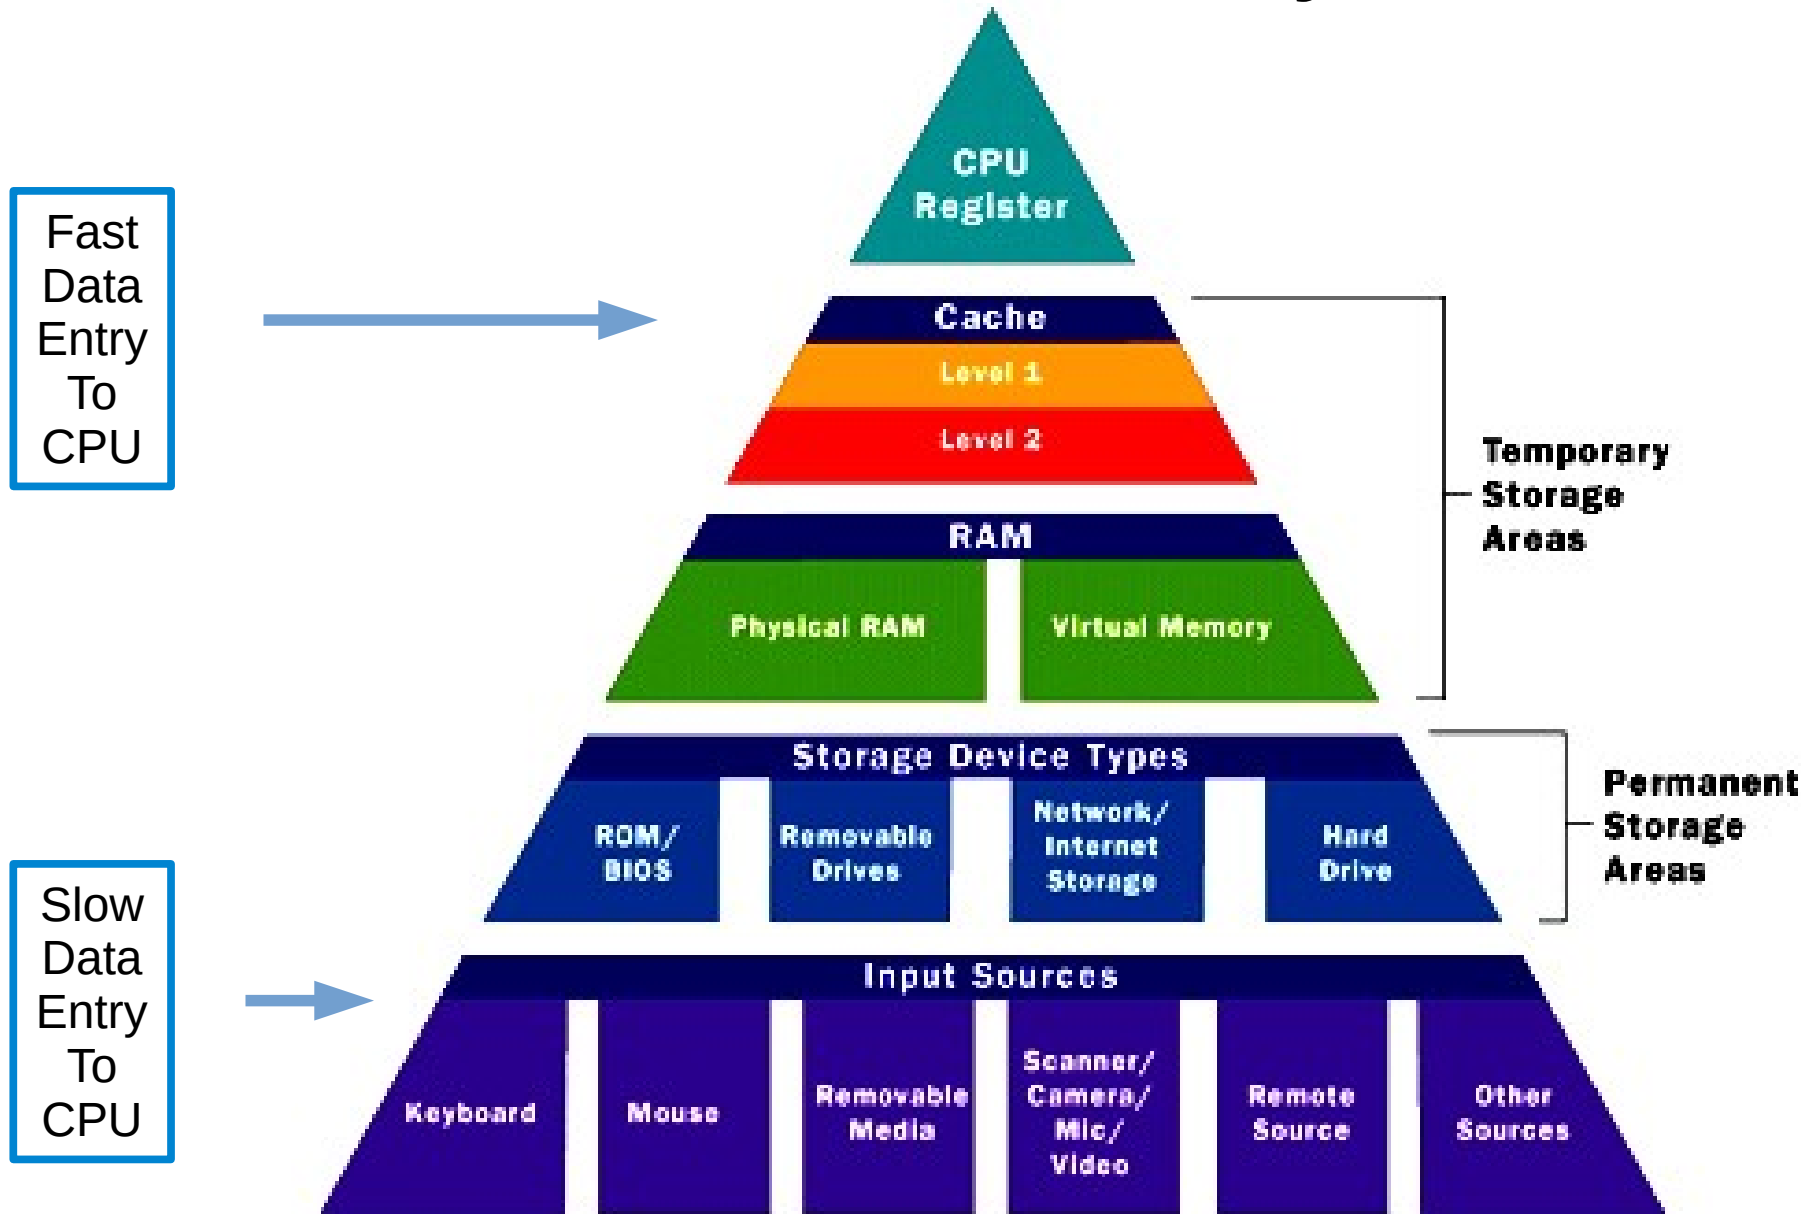 CPU
Register
Fast
Data
Entry
To
CPU
Cache
Level 1
Level 2
Temporary
Storage
Areas
RAM
Physical RAM
Virtual Memory
Storage Device Types
ROM/
BIOS
Removable
Drives
Network/
Internet
Storage
Hard
Drive
Permanent
Storage
Areas
Slow
Data
Entry
To
CPU
Input Sources
Keyboard
Mouse
Removable
Media
Scanner/
Camera/
Mic/
Video
Remote
Source
Other
Sources